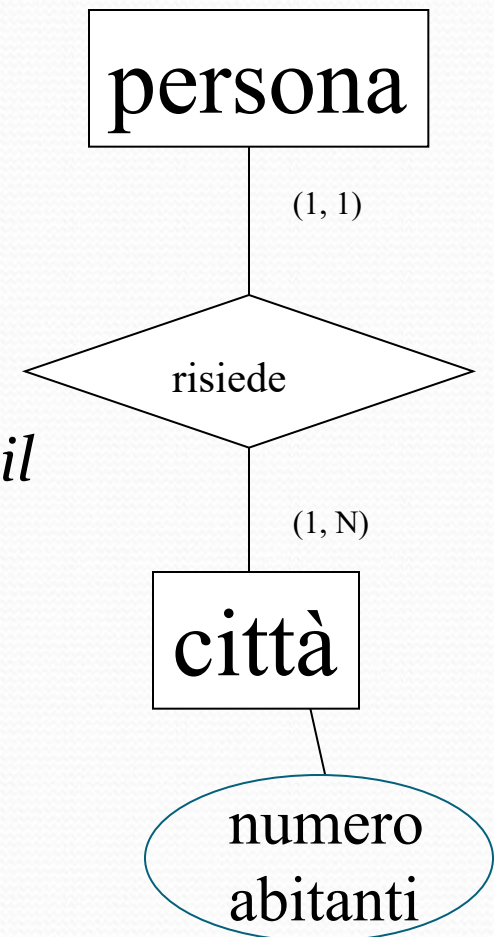 persona
(1, 1)
risiede
il
(1, N)
città
numero
abitanti